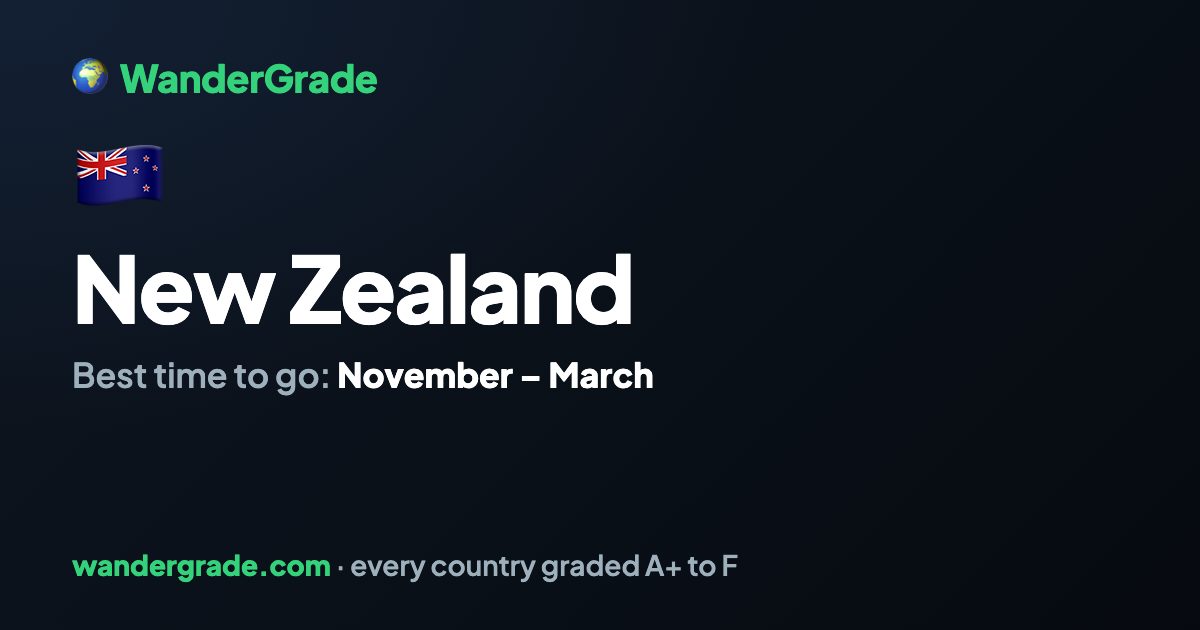 WanderGrade
New Zealand
Best time to go: November – March
wandergrade.com · every country graded A+ to F